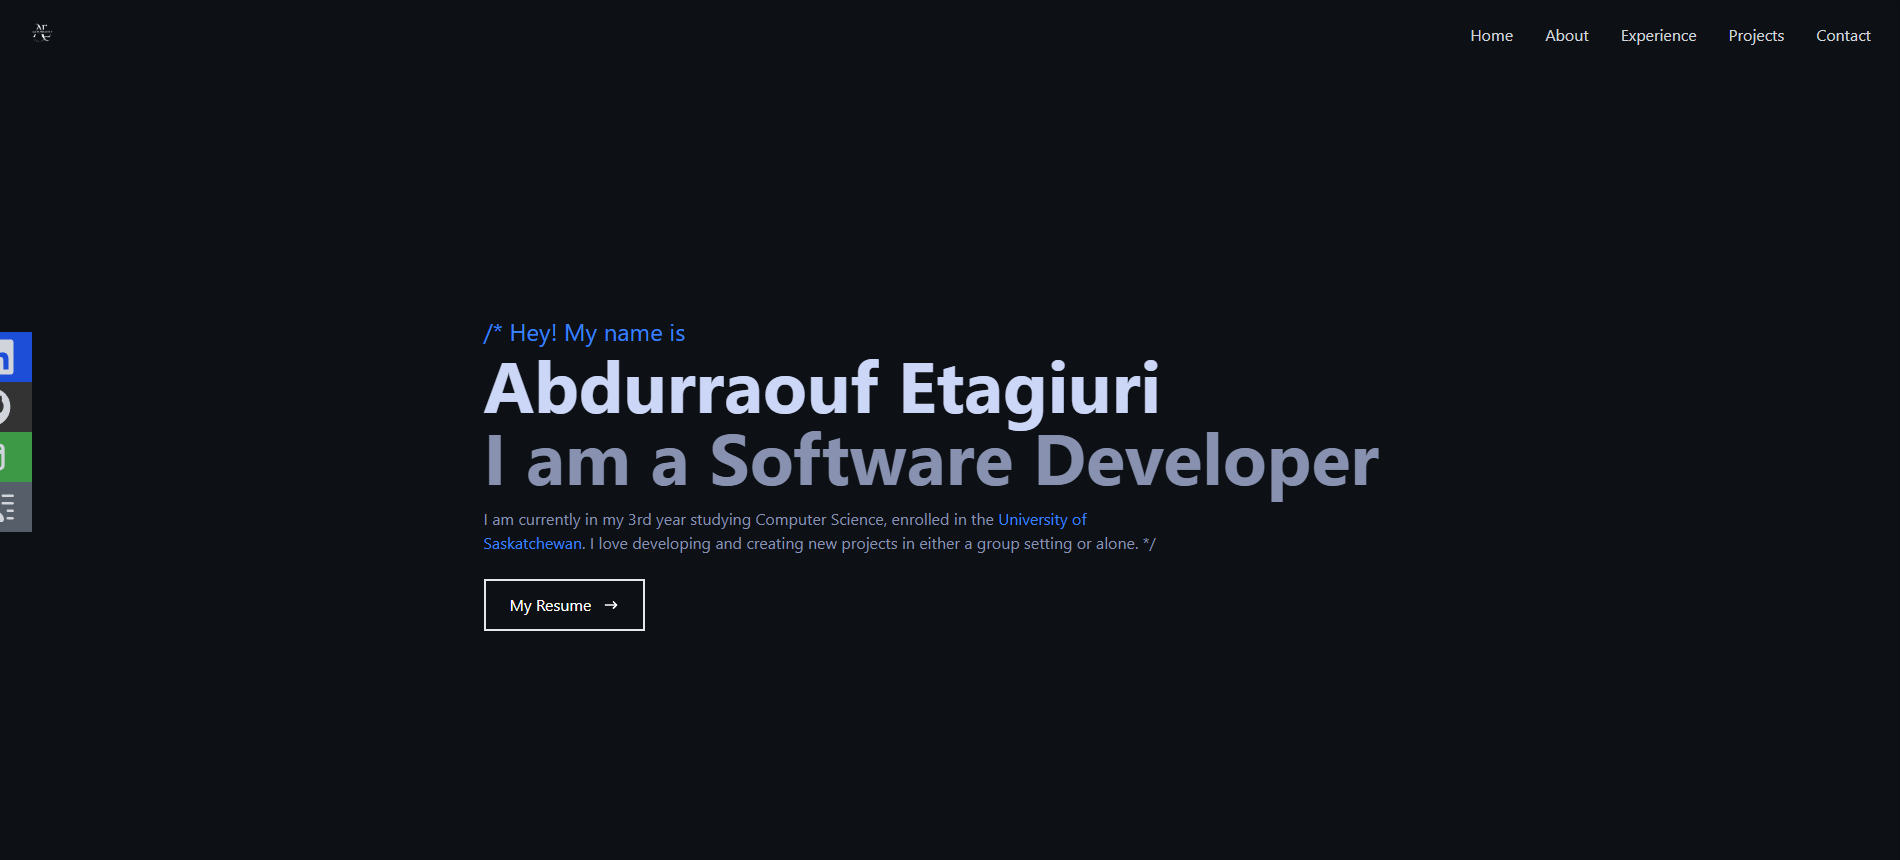 Home About Experience Projects Contact
/* Hey! My name is
Abdurraouf Etagiuri
I am a Software Developer
I am currently in my 3rd year studying Computer Science, enrolled in the University of
Saskatchewan. I love developing and creating new projects in either a group setting or alone. */
My Resume →